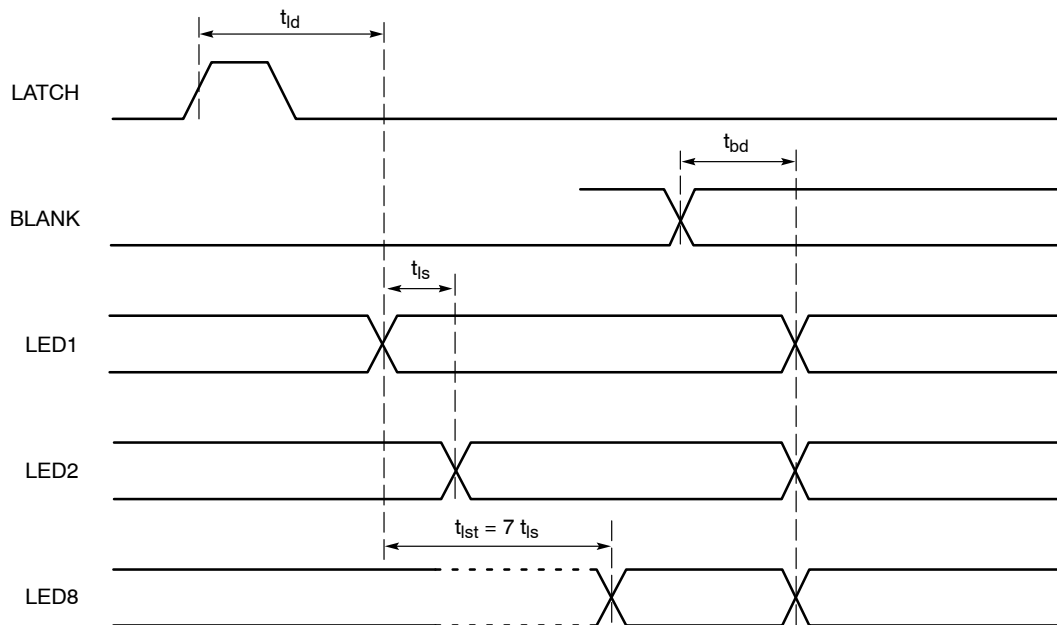 t_ld
LATCH
t_bd
BLANK
t_ls
LED1
LED2
t_lst = 7 t_ls
LED8